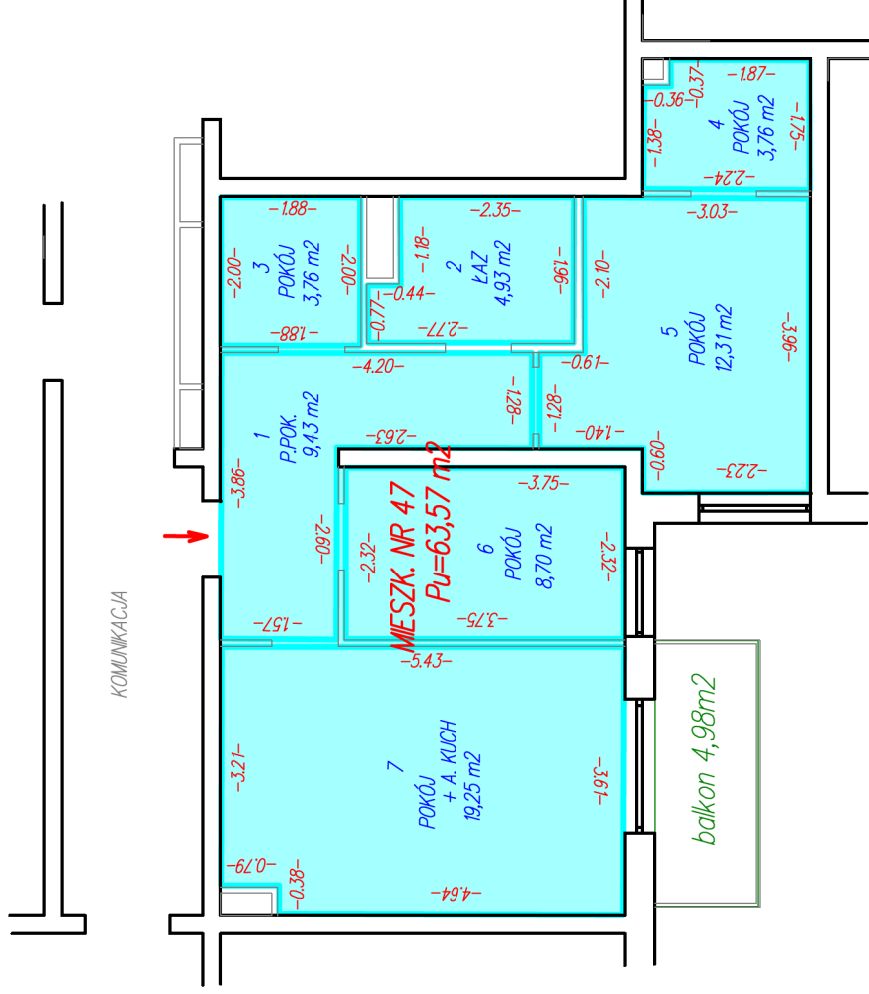 -1.87-
-0.37-
-0.36-
-1.38-
4
POKÓJ
3,76 m2
-1.75-
-2.24-
-3.03-
-1.88-
-2.00-
3
POKÓJ
3,76 m2
-2.00-
-1.88-
-2.35-
-1.18-
-0.44-
-0.77-
2
ŁAZ
4,93 m2
-1.96-
-2.77-
-2.10-
5
POKÓJ
12,31 m2
-3.96-
-0.61-
-1.28-
-1.40-
-0.60-
-2.23-
-4.20-
1
P.POK.
9,43 m2
-1.28-
-2.63-
-3.86-
-2.60-
-1.57-
MIESZK. NR 47
Pu=63,57 m2
-3.75-
-2.32-
6
POKÓJ
8,70 m2
-2.32-
-3.75-
KOMUNIKACJA
-5.43-
-3.21-
7
POKÓJ
+ A. KUCH
19,25 m2
-3.61-
-0.79-
-0.38-
-4.64-
balkon 4,98m2